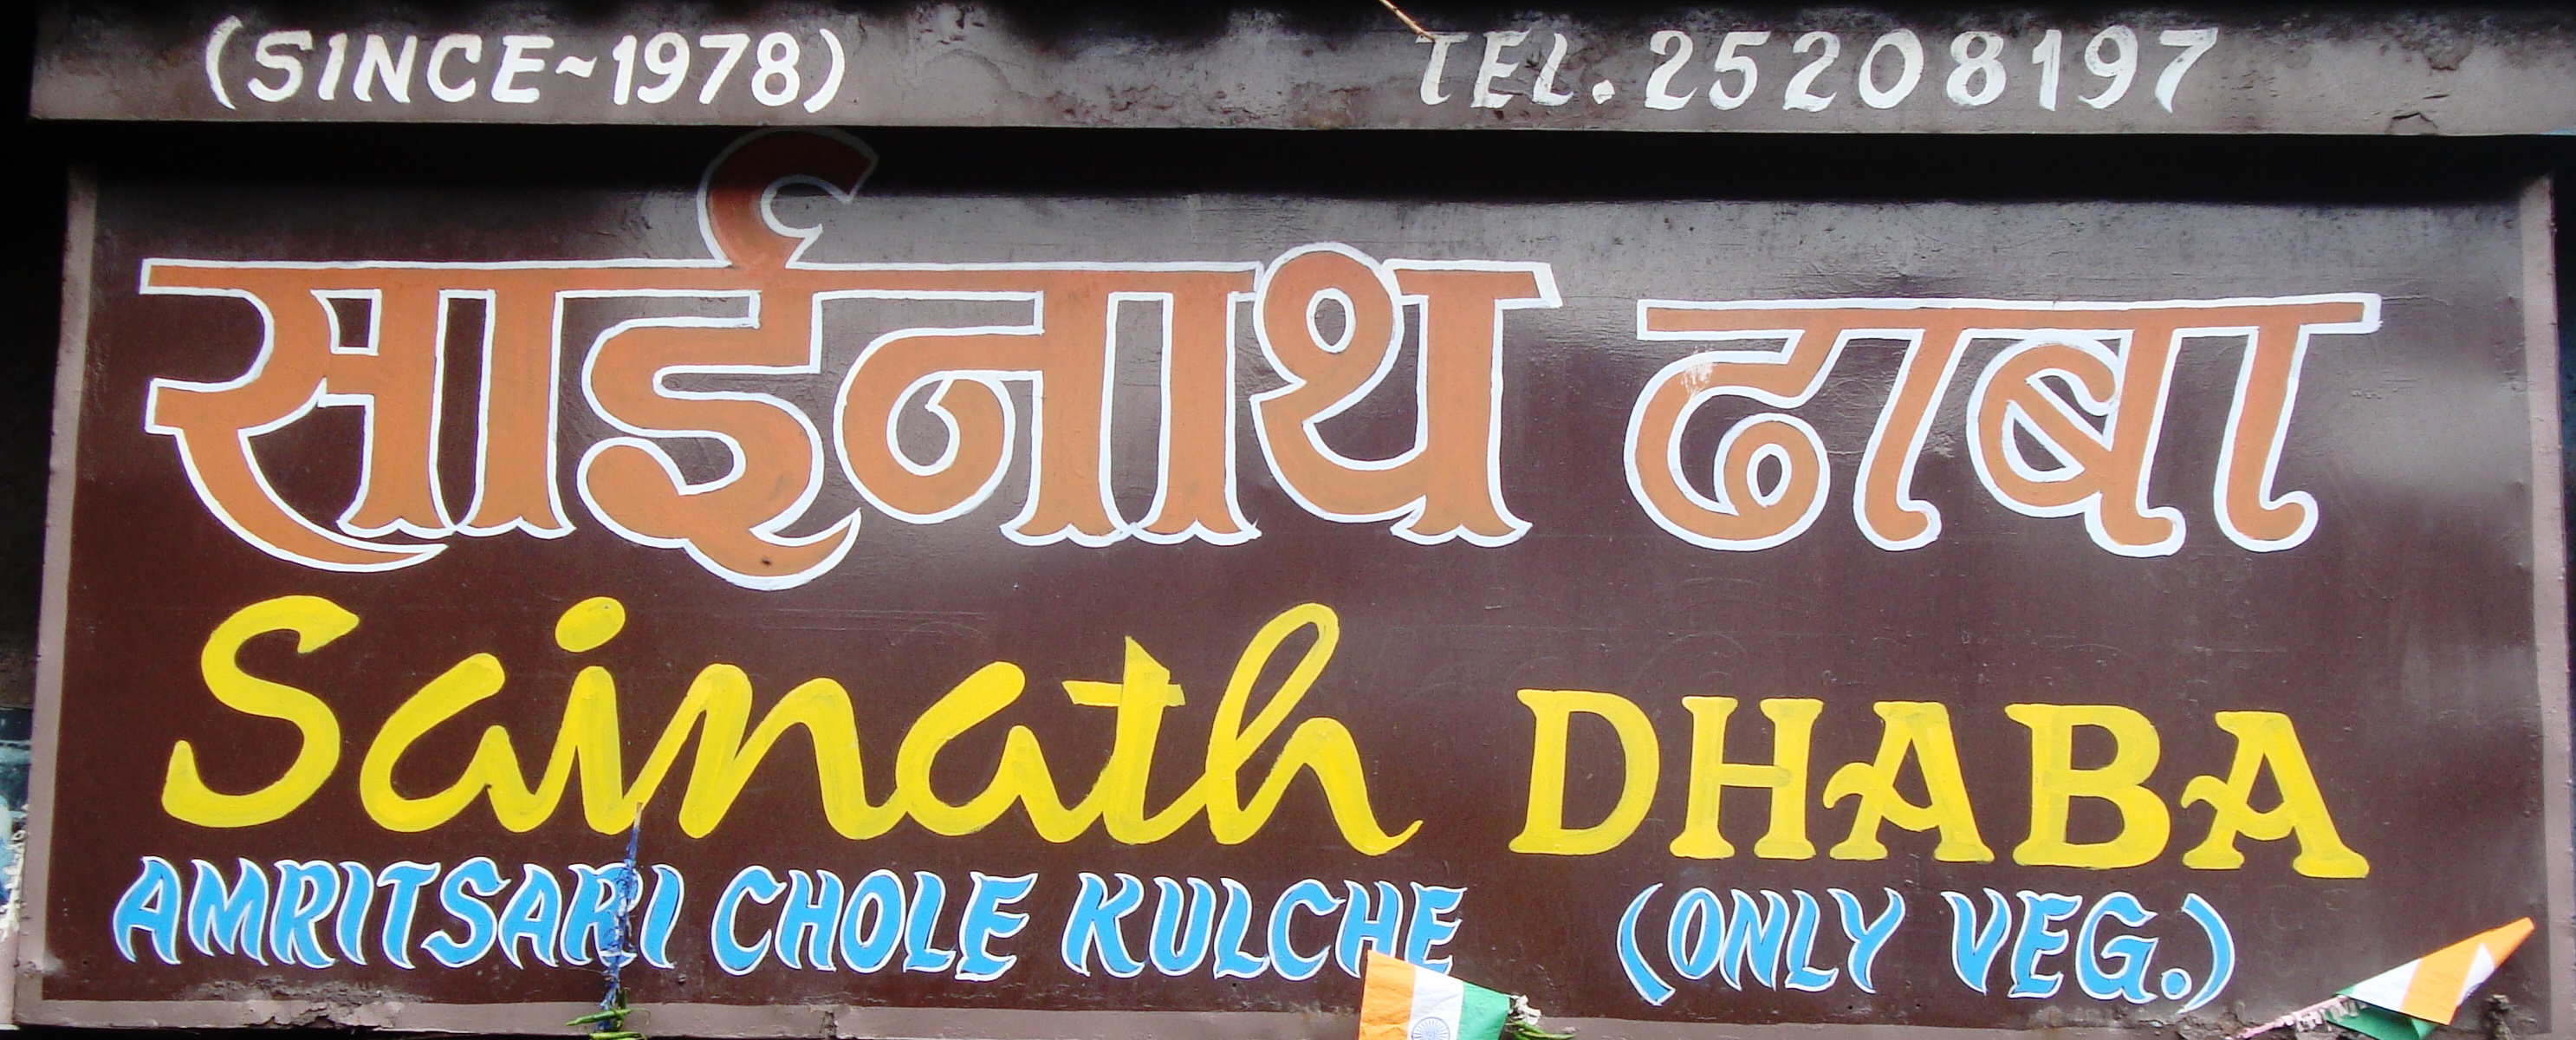 (SINCE~1978) TEL. 25208197
साईनाथ ढाबा
Sainath DHABA
AMRITSARI CHOLE KULCHE (ONLY VEG.)